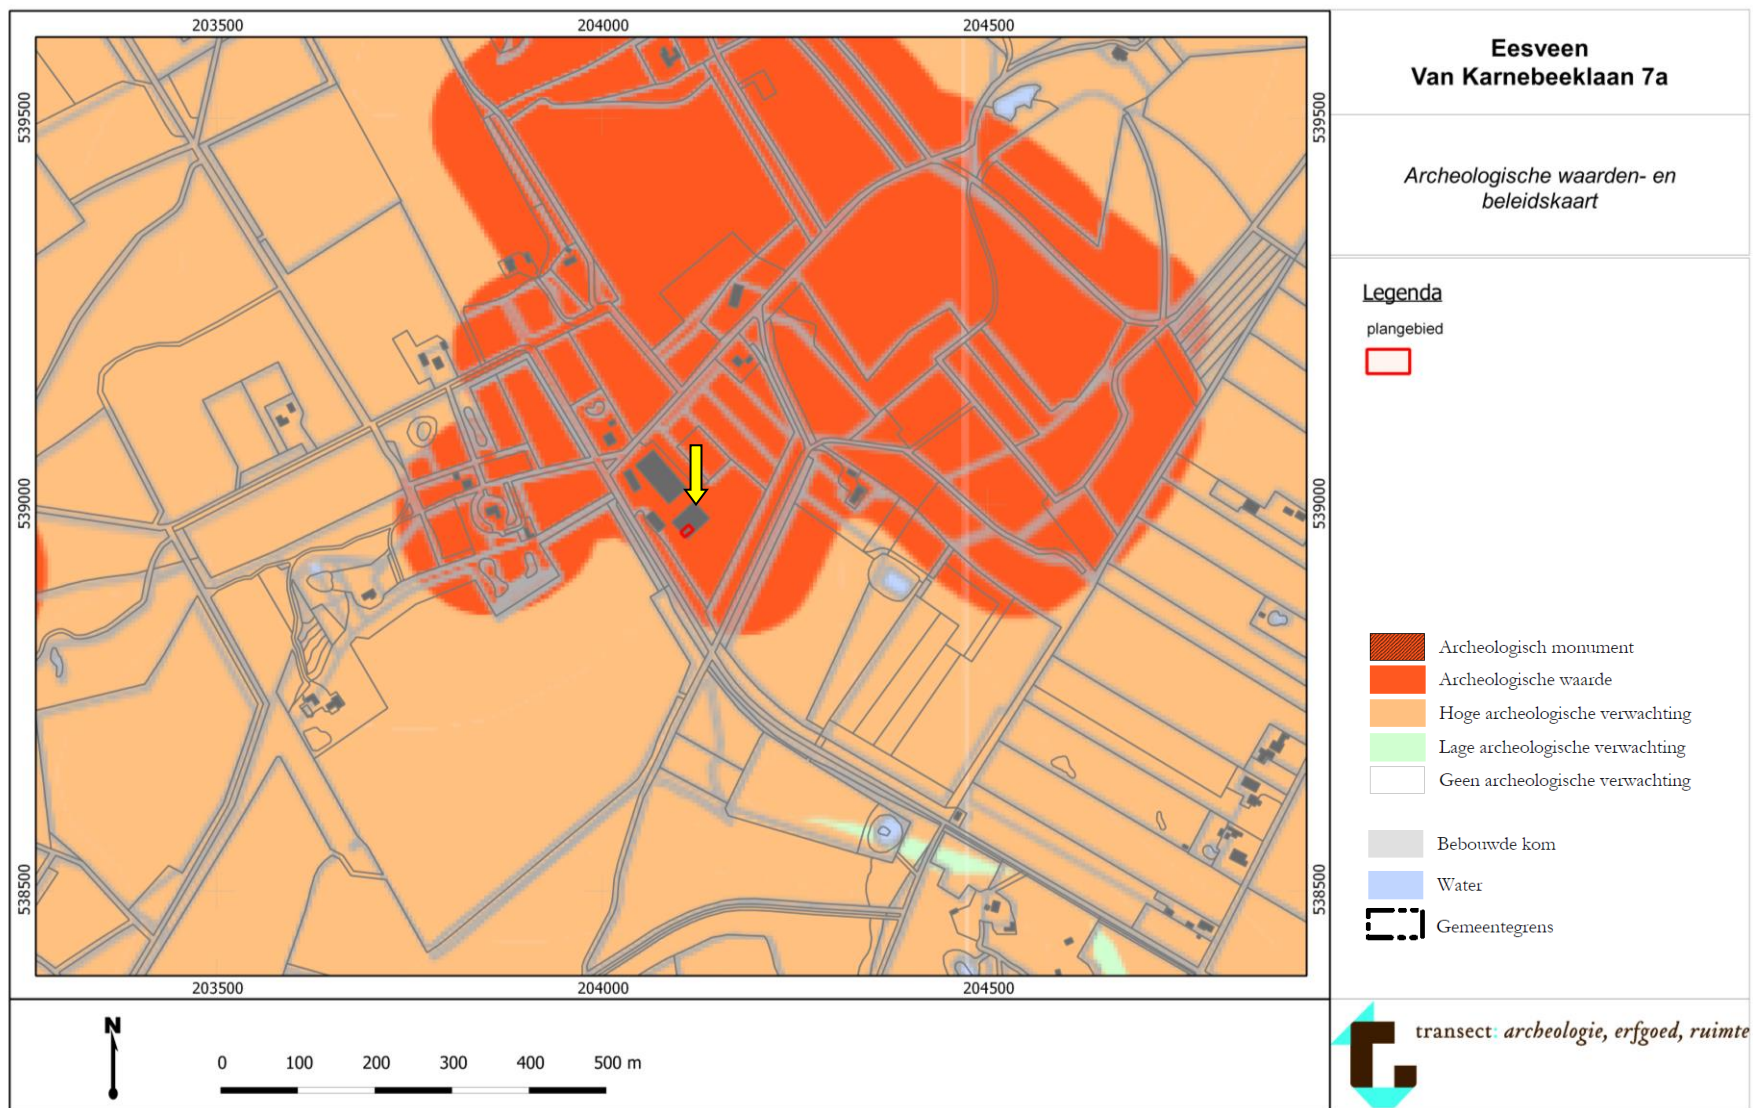 203500 204000 204500
Eesveen
Van Karnebeeklaan 7a
539500 539500
Archeologische waarden- en
beleidskaart
Legenda
plangebied
539000 539000
Archeologisch monument
Archeologische waarde
Hoge archeologische verwachting
Lage archeologische verwachting
Geen archeologische verwachting
Bebouwde kom
Water
Gemeentegrens
538500 538500
203500 204000 204500
N
0 100 200 300 400 500 m
transect: archeologie, erfgoed, ruimte